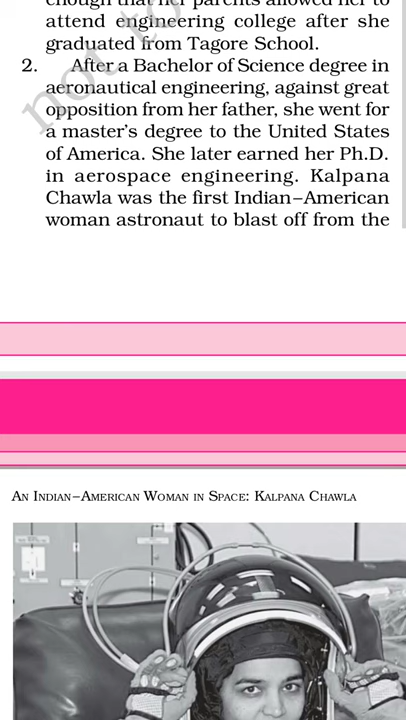 attend engineering college after she
graduated from Tagore School.
2. After a Bachelor of Science degree in
aeronautical engineering, against great
opposition from her father, she went for
a master's degree to the United States
of America. She later earned her Ph.D.
in aerospace engineering. Kalpana
Chawla was the first Indian–American
woman astronaut to blast off from the
AN INDIAN–AMERICAN WOMAN IN SPACE: KALPANA CHAWLA
not to